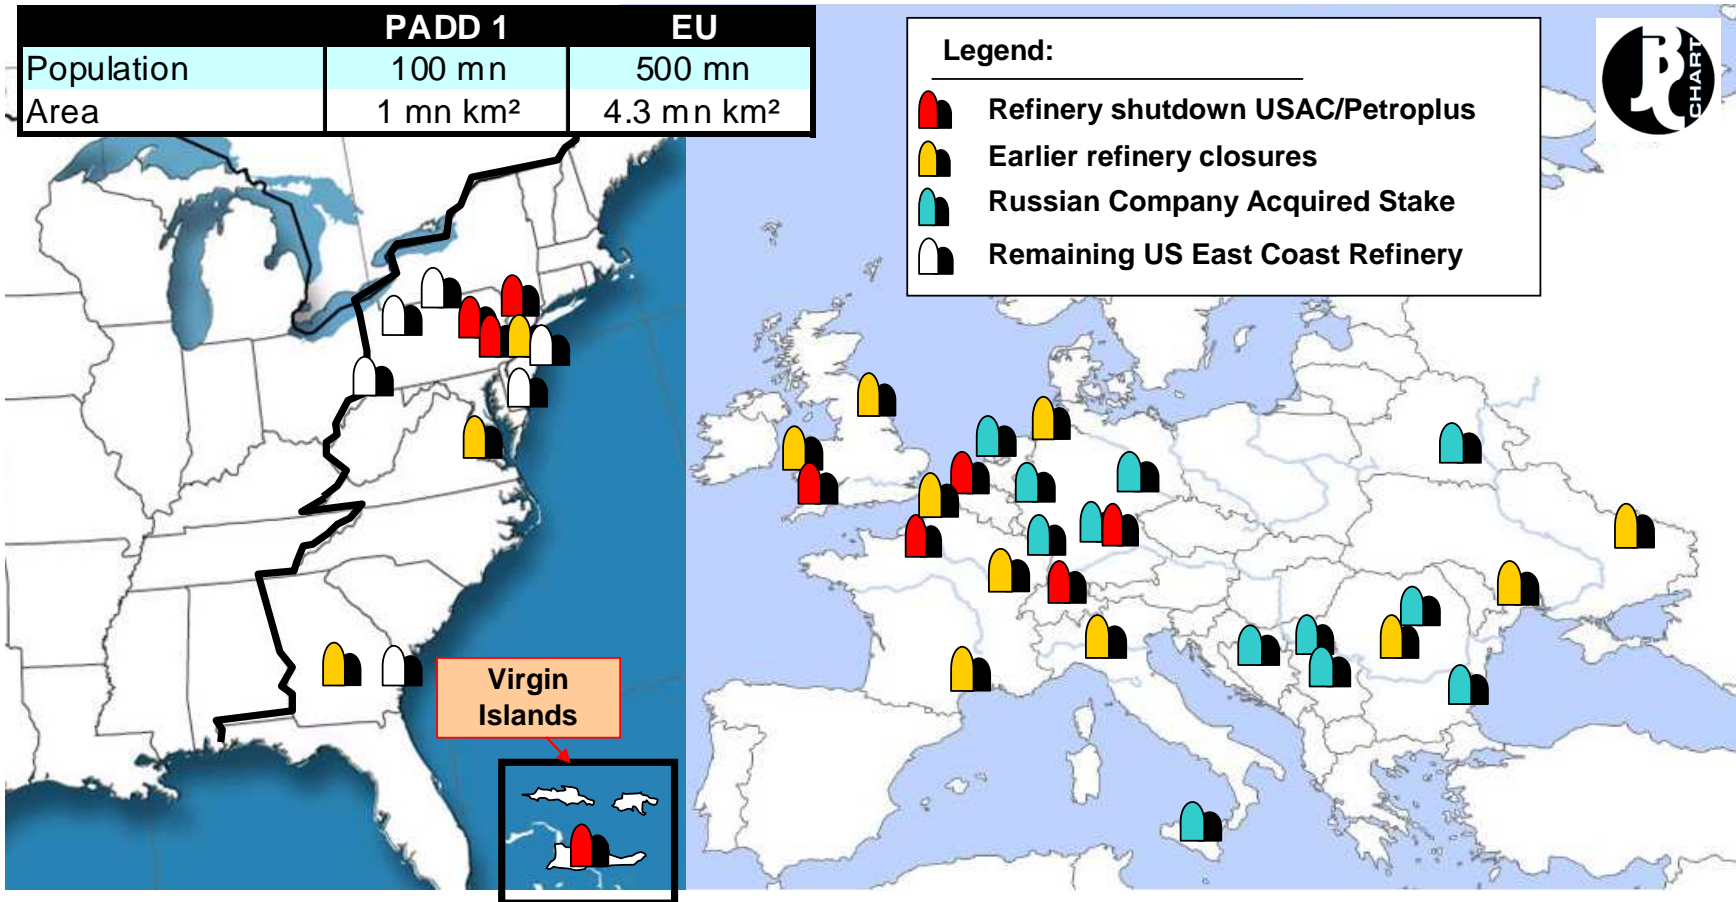 PADD 1 EU
Population 100 mn 500 mn
Area 1 mn km² 4.3 mn km²
Legend:
Refinery shutdown USAC/Petroplus
Earlier refinery closures
Russian Company Acquired Stake
Remaining US East Coast Refinery
JBC
CHART
Virgin
Islands